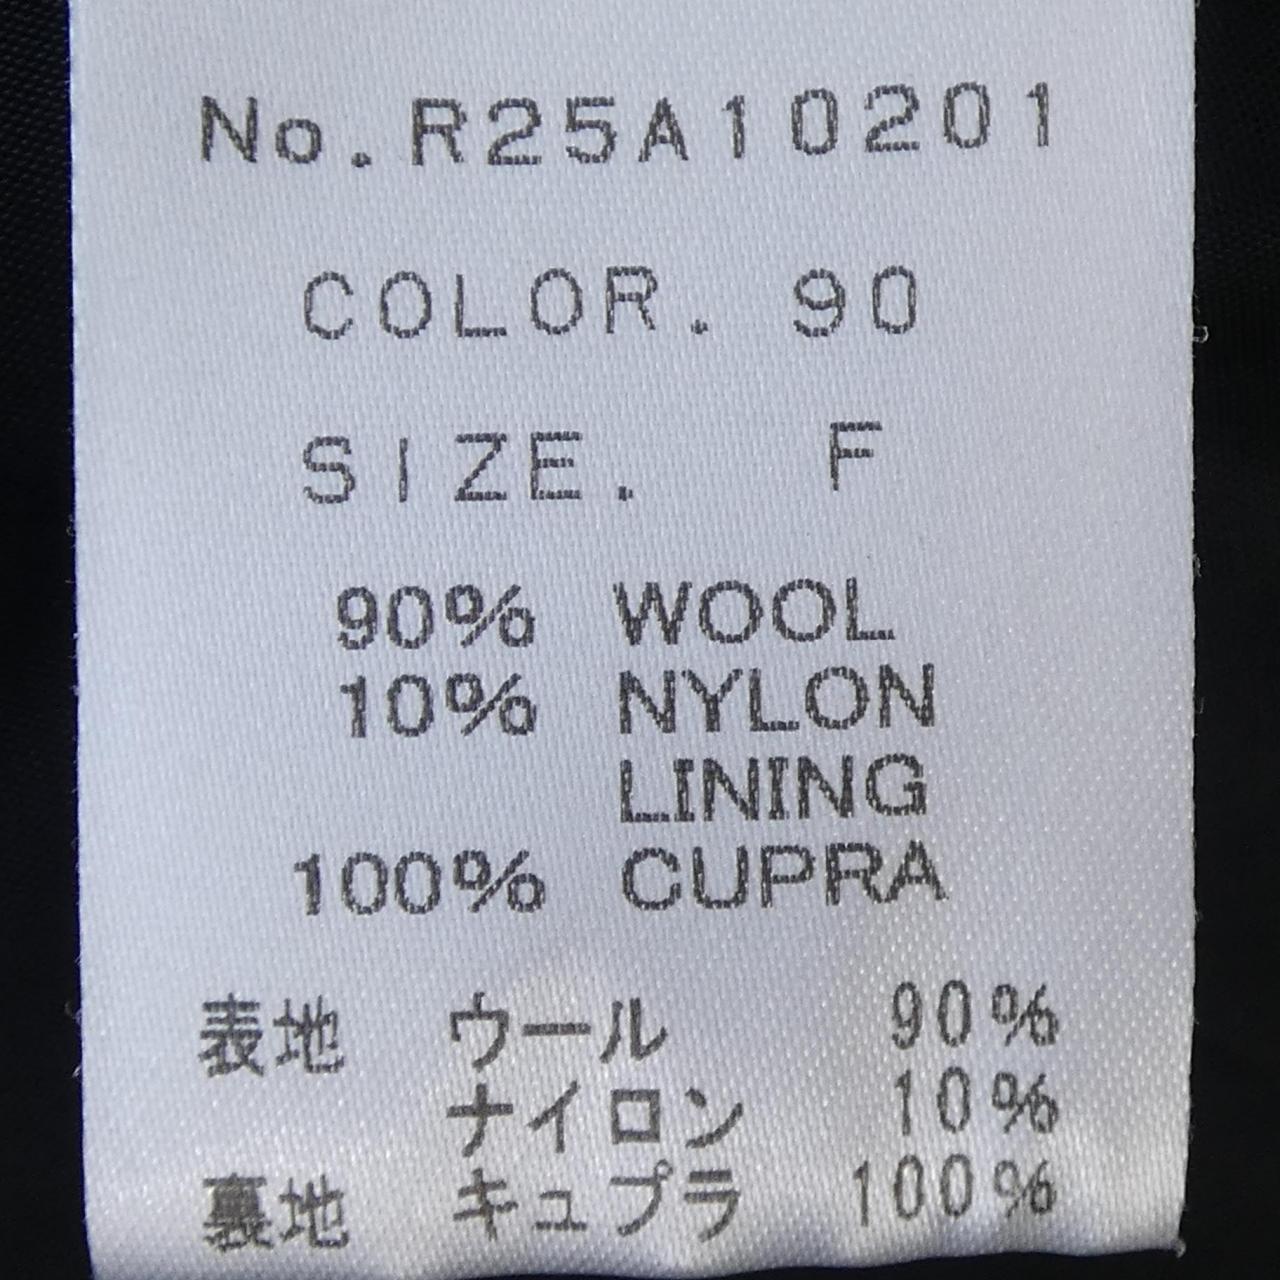 No.R25A10201
COLOR. 90
SIZE. F
90% WOOL
10% NYLON
LINING
100% CUPRA
表地 ウール 90%
ナイロン 10%
裏地 キュプラ 100%